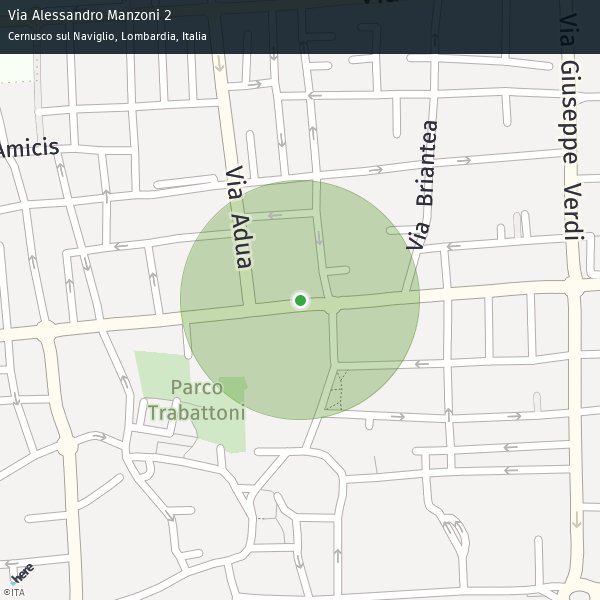 Via Alessandro Manzoni 2
Cernusco sul Naviglio, Lombardia, Italia
Via
Via Giuseppe Verdi
Amicis
Via Briantea
Via Adua
Parco
Trabattoni
here
©ITA